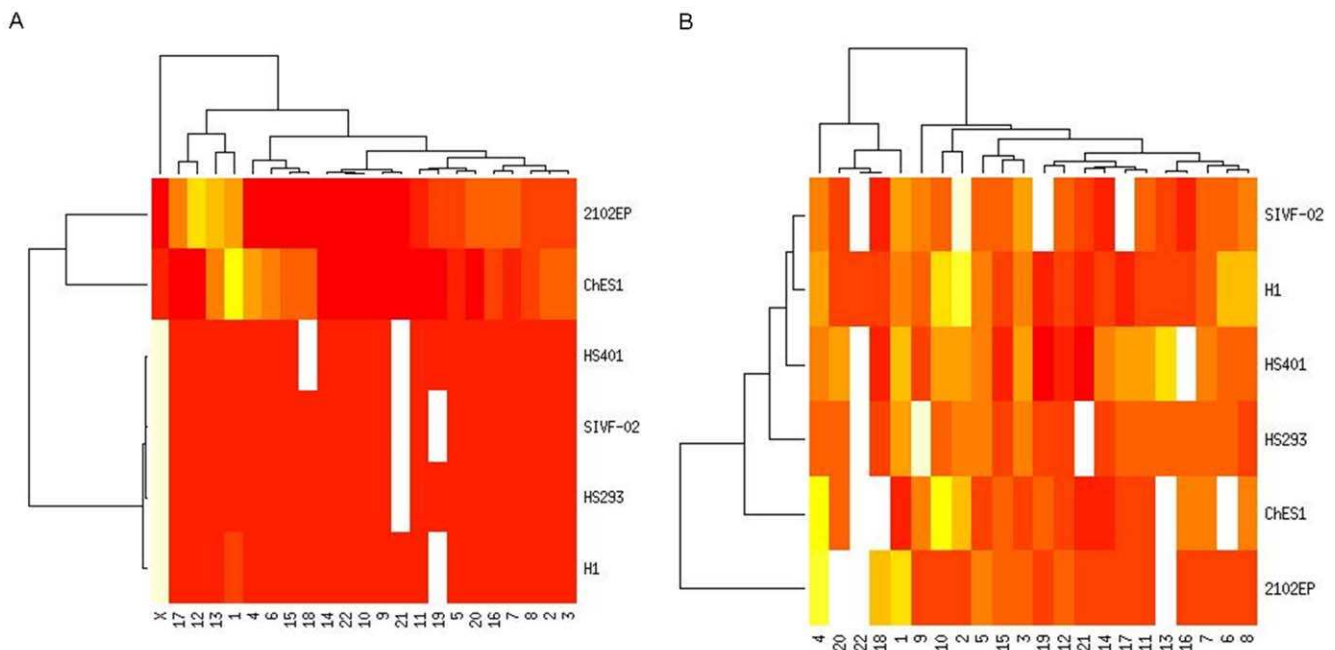 A
2102EP
ChES1
HS401
SIVF-02
HS293
H1
X 17 12 13 1 4 6 15 18 14 22 10 9 21 11 19 5 20 16 7 8 2 3
B
SIVF-02
H1
HS401
HS293
ChES1
2102EP
4 20 22 18 1 9 10 2 5 15 3 19 12 21 14 17 11 13 16 7 6 8